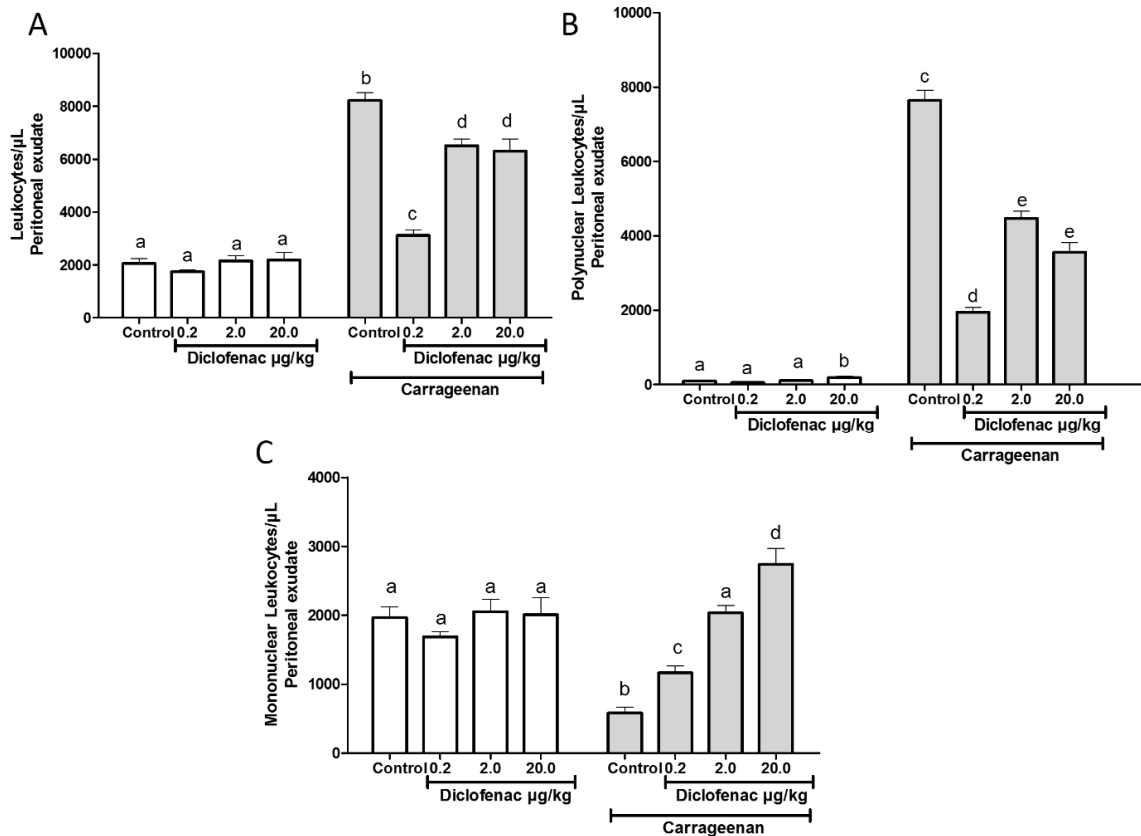 A
Leukocytes/µL
Peritoneal exudate
10000
8000
6000
4000
2000
0
a
a
a
a
b
c
d
d
Control 0.2 2.0 20.0
Diclofenac µg/kg
Control 0.2 2.0 20.0
Diclofenac µg/kg
Carrageenan
B
Polynuclear Leukocytes/µL
Peritoneal exudate
10000
8000
6000
4000
2000
0
a
a
a
b
c
d
e
e
Control 0.2 2.0 20.0
Diclofenac µg/kg
Control 0.2 2.0 20.0
Diclofenac µg/kg
Carrageenan
C
Mononuclear Leukocytes/µL
Peritoneal exudate
4000
3000
2000
1000
0
a
a
a
a
b
c
a
d
Control 0.2 2.0 20.0
Diclofenac µg/kg
Control 0.2 2.0 20.0
Diclofenac µg/kg
Carrageenan